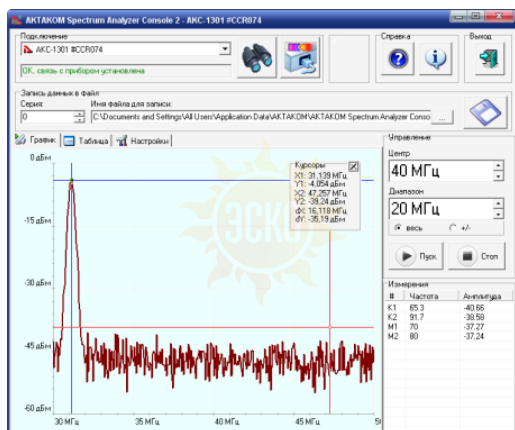 AKTAKOM Spectrum Analyzer Console 2 - AKC-1301 #CCR074
Подключение
AKC-1301 #CCR074
OK, связь с прибором установлена
Справка
Выход
Запись данных в файл
Серия:
Имя файла для записи:
0
C:\Documents and Settings\All Users\Application Data\AKTAKOM\AKTAKOM Spectrum Analyzer Conso
...
График
Таблица
Настройки
Управление
Центр
40 МГц
Диапазон
20 МГц
весь
+/-
Пуск
Стоп
Измерения
# Частота Амплитуда
K1 65.3 -40.66
K2 91.7 -38.58
M1 70 -37.27
M2 80 -37.24
Курсоры
X1: 31,139 МГц
Y1: -4,054 дБм
X2: 47,257 МГц
Y2: -39,24 дБм
dX: 16,118 МГц
dY: -35,19 дБм
0 дБм
-15 дБм
-30 дБм
-45 дБм
-60 дБм
30 МГц
35 МГц
40 МГц
45 МГц
ЭСКО